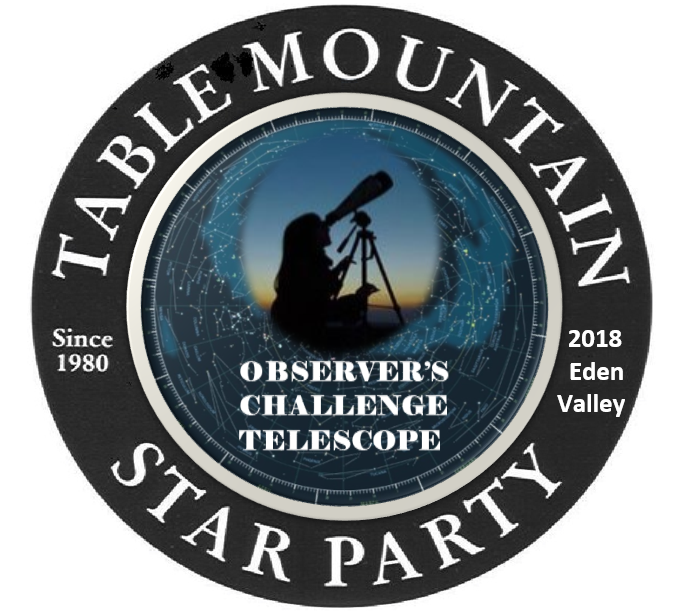 TABLE MOUNTAIN
Since
1980
2018
Eden
Valley
OBSERVER'S
CHALLENGE
TELESCOPE
STAR PARTY